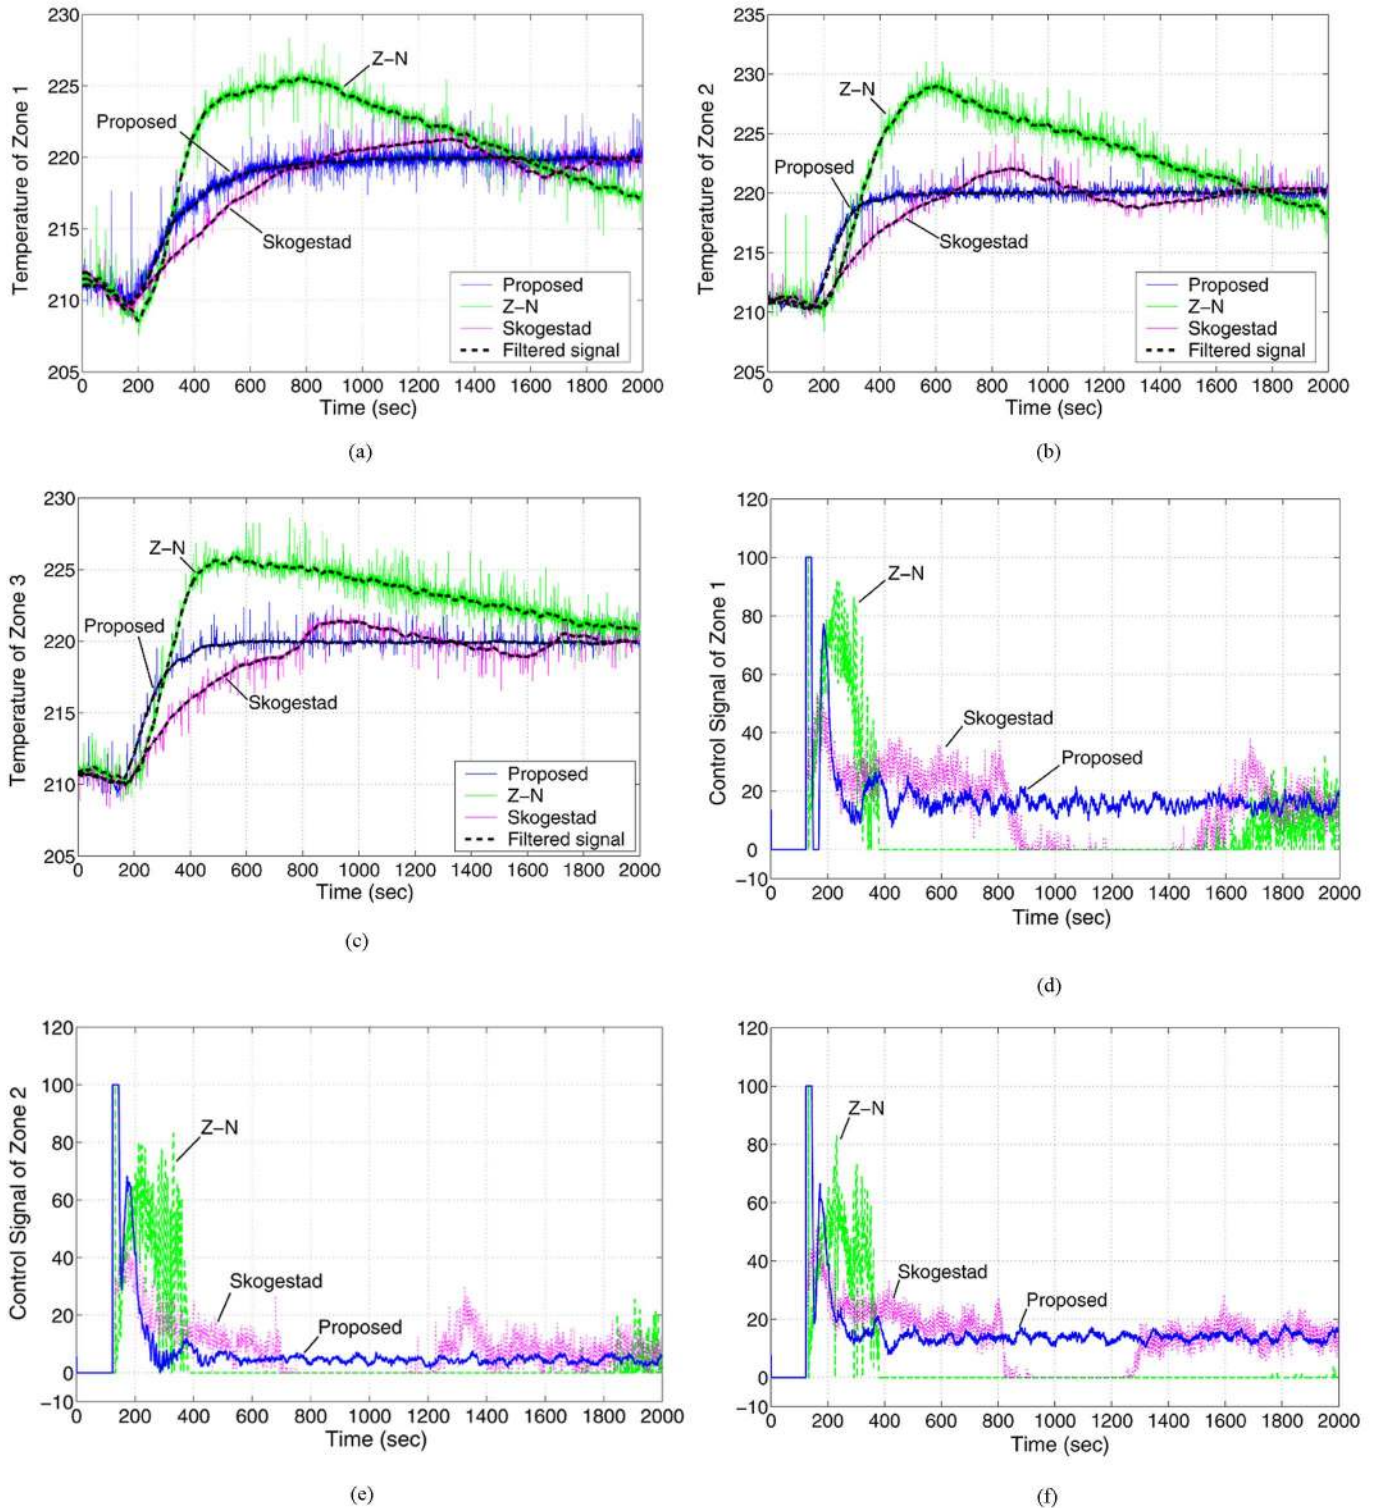 230
225
220
215
210
205
Temperature of Zone 1
Z-N
Proposed
Skogestad
Proposed
Z-N
Skogestad
Filtered signal
0 200 400 600 800 1000 1200 1400 1600 1800 2000
Time (sec)
(a)
235
230
225
220
215
210
205
Temperature of Zone 2
Z-N
Proposed
Skogestad
Proposed
Z-N
Skogestad
Filtered signal
0 200 400 600 800 1000 1200 1400 1600 1800 2000
Time (sec)
(b)
230
225
220
215
210
205
Temperature of Zone 3
Z-N
Proposed
Skogestad
Proposed
Z-N
Skogestad
Filtered signal
0 200 400 600 800 1000 1200 1400 1600 1800 2000
Time (sec)
(c)
120
100
80
60
40
20
0
-10
Control Signal of Zone 1
Z-N
Skogestad
Proposed
0 200 400 600 800 1000 1200 1400 1600 1800 2000
Time (sec)
(d)
120
100
80
60
40
20
0
-10
Control Signal of Zone 2
Z-N
Skogestad
Proposed
0 200 400 600 800 1000 1200 1400 1600 1800 2000
Time (sec)
(e)
120
100
80
60
40
20
0
-10
Z-N
Skogestad
Proposed
0 200 400 600 800 1000 1200 1400 1600 1800 2000
Time (sec)
(f)